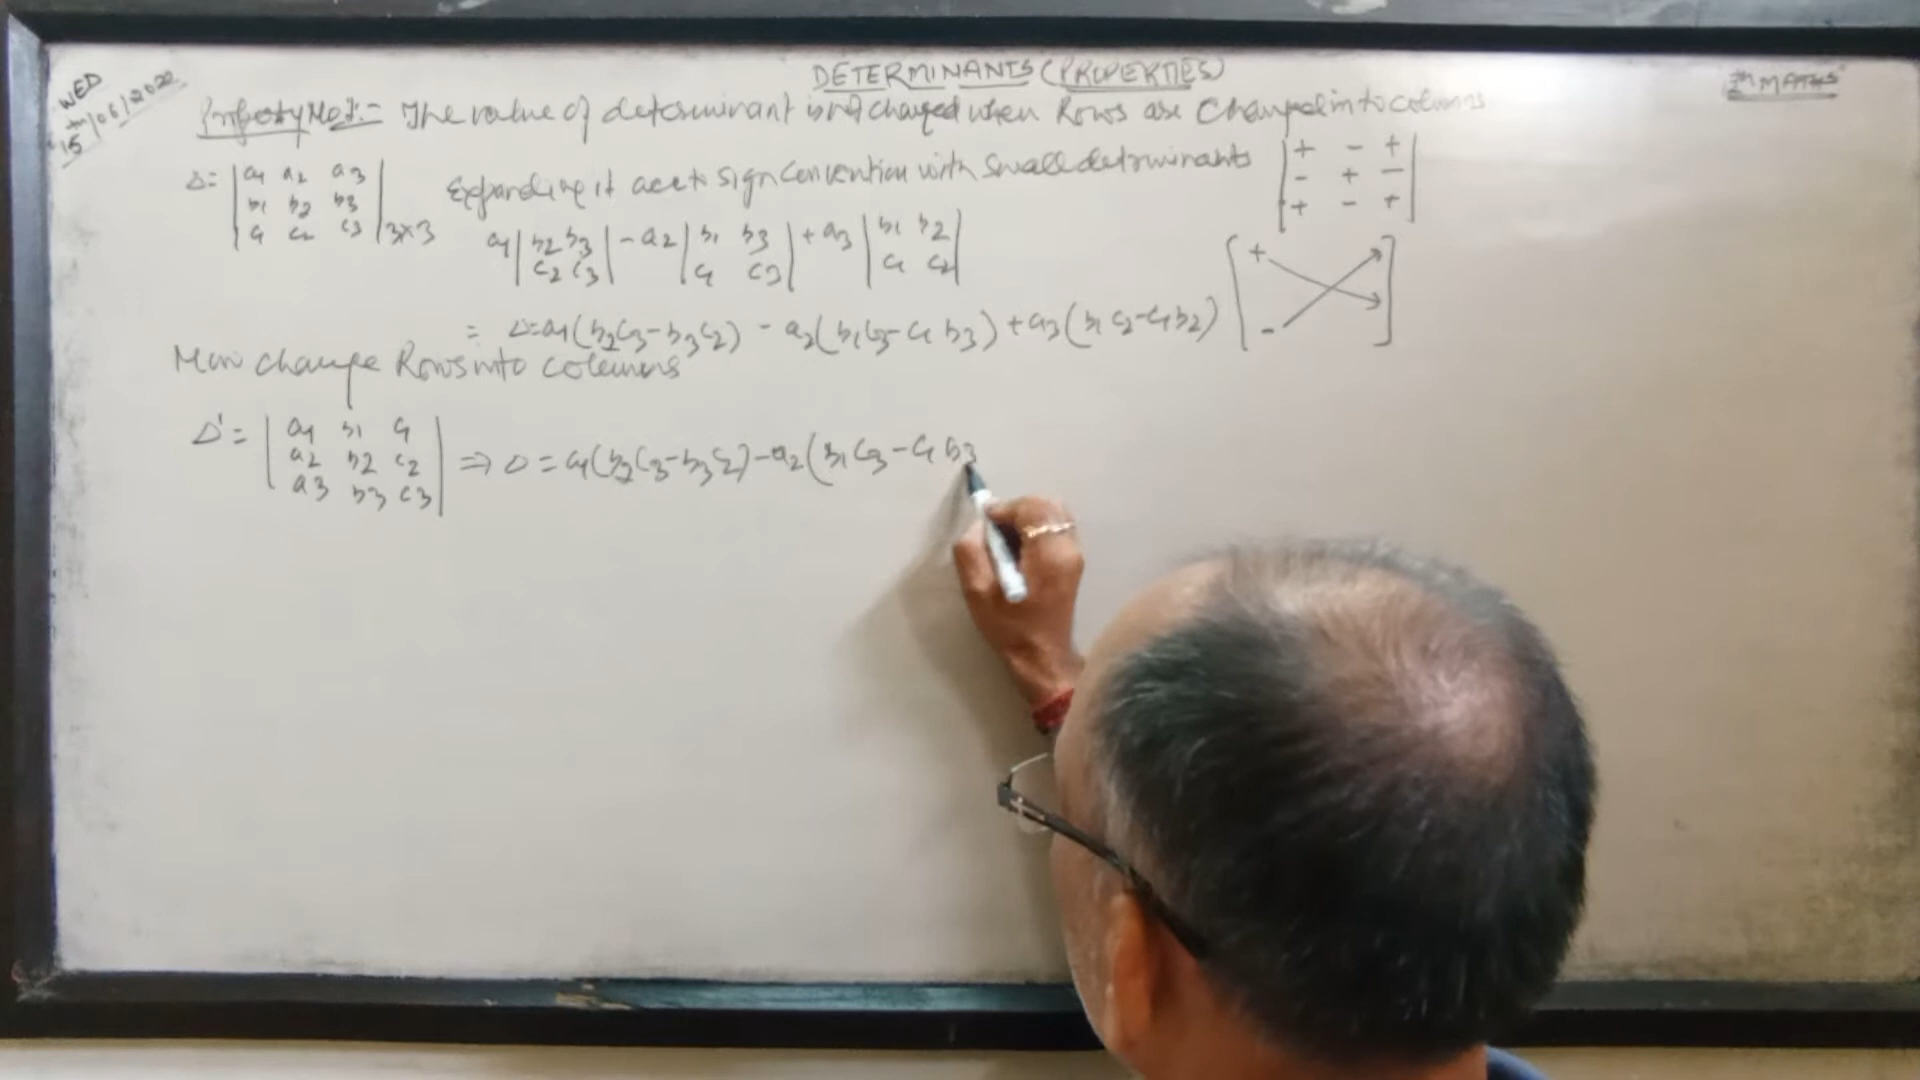 DETERMINANTS (PROPERTIES)
MATHS
WED
15/06/2022
Property No 1:- The value of determinant is not changed when Rows are Changed into columns
Δ = | a1 a2 a3 | Expanding it acc to sign convention with small determinants | + - + |
| b1 b2 b3 | | - + - |
| c1 c2 c3 | 3x3 | + - + |
a1 | b2 b3 | - a2 | b1 b3 | + a3 | b1 b2 |
| c2 c3 | | c1 c3 | | c1 c2 |
= Δ=a1(b2c3-b3c2) - a2(b1c3-c1b3) + a3(b1c2-c1b2) [ + - ]
Now change Rows into columns
Δ' = | a1 b1 c1 |
| a2 b2 c2 | ⇒ Δ = a1(b2c3-b3c2)-a2(b1c3-c1b3
| a3 b3 c3 |